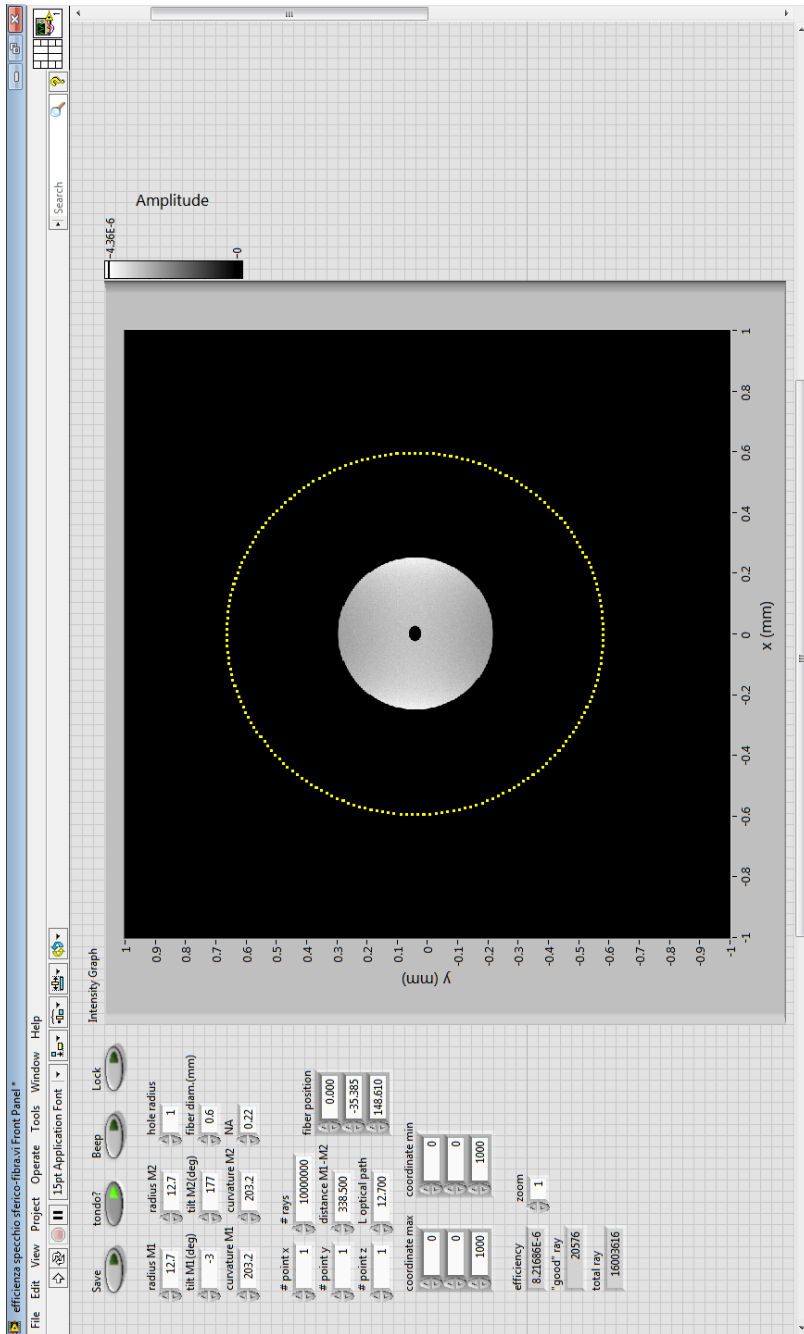 efficienza specchio sferico-fibra.vi Front Panel *
File Edit View Project Operate Tools Window Help
15pt Application Font
Search
Save
tondo?
Beep
Lock
radius M1
12.7
radius M2
12.7
hole radius
1
tilt M1(deg)
-3
tilt M2(deg)
177
fiber diam.(mm)
0.6
curvature M1
203.2
curvature M2
203.2
NA
0.22
# point x
1
# rays
10000000
fiber position
0.000
-35.385
148.610
# point y
1
distance M1-M2
338.500
# point z
1
L optical path
12.700
coordinate max
0
0
1000
coordinate min
0
0
1000
efficiency
8.21686E-6
zoom
1
"good" ray
20576
total ray
16003616
Intensity Graph
y (mm)
1
0.9
0.8
0.7
0.6
0.5
0.4
0.3
0.2
0.1
0
-0.1
-0.2
-0.3
-0.4
-0.5
-0.6
-0.7
-0.8
-0.9
-1
-1 -0.8 -0.6 -0.4 -0.2 0 0.2 0.4 0.6 0.8 1
x (mm)
-4.36E-6
-0
Amplitude